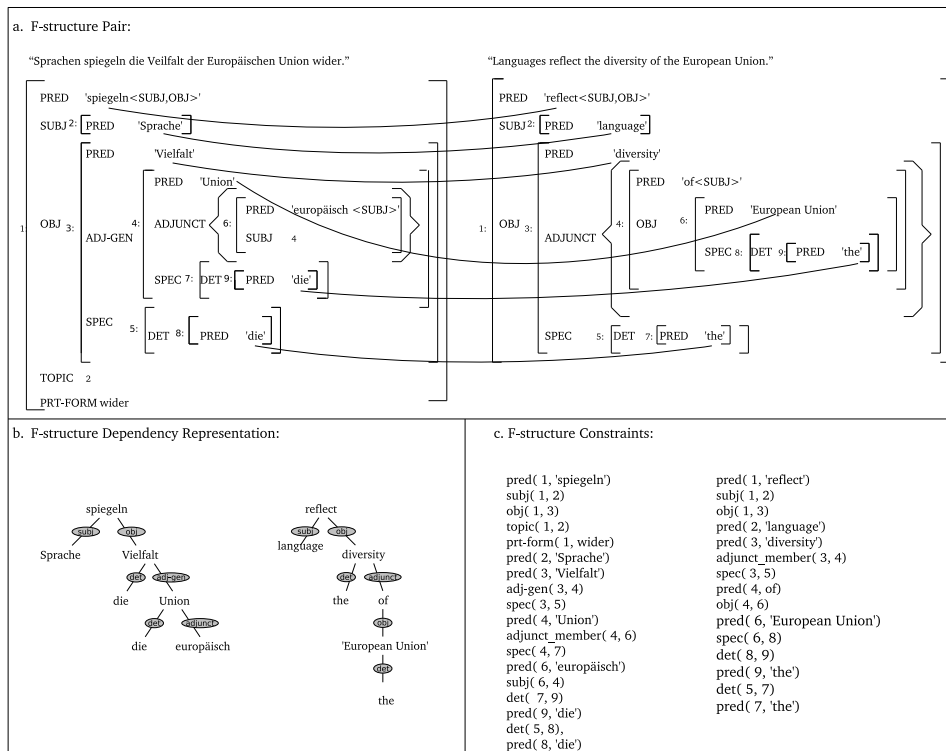 a. F-structure Pair:
“Sprachen spiegeln die Veilfalt der Europäischen Union wider.”
1:
PRED 'spiegeln<SUBJ,OBJ>'
SUBJ 2: PRED 'Sprache'
PRED 'Vielfalt'
PRED 'Union'
OBJ 3: ADJ-GEN 4: ADJUNCT 6: PRED 'europäisch <SUBJ>'
SUBJ 4
SPEC 7: DET 9: PRED 'die'
SPEC 5: DET 8: PRED 'die'
TOPIC 2
PRT-FORM wider
“Languages reflect the diversity of the European Union.”
1:
PRED 'reflect<SUBJ,OBJ>'
SUBJ 2: PRED 'language'
PRED 'diversity'
PRED 'of<SUBJ>'
OBJ 3: ADJUNCT 4: OBJ 6: PRED 'European Union'
SPEC 8: DET 9: PRED 'the'
SPEC 5: DET 7: PRED 'the'
b. F-structure Dependency Representation:
spiegeln
subj obj
Sprache Vielfalt
det adj-gen
die Union
det adjunct
die europäisch
reflect
subj obj
language
diversity
det adjunct
the of
obj
'European Union'
det
the
c. F-structure Constraints:
pred( 1, 'spiegeln')
subj( 1, 2)
obj( 1, 3)
topic( 1, 2)
prt-form( 1, wider)
pred( 2, 'Sprache')
pred( 3, 'Vielfalt')
adj-gen( 3, 4)
spec( 3, 5)
pred( 4, 'Union')
adjunct_member( 4, 6)
spec( 4, 7)
pred( 6, 'europäisch')
subj( 6, 4)
det( 7, 9)
pred( 9, 'die')
det( 5, 8),
pred( 8, 'die')
pred( 1, 'reflect')
subj( 1, 2)
obj( 1, 3)
pred( 2, 'language')
pred( 3, 'diversity')
adjunct_member( 3, 4)
spec( 3, 5)
pred( 4, of)
obj( 4, 6)
pred( 6, 'European Union')
spec( 6, 8)
det( 8, 9)
pred( 9, 'the')
det( 5, 7)
pred( 7, 'the')